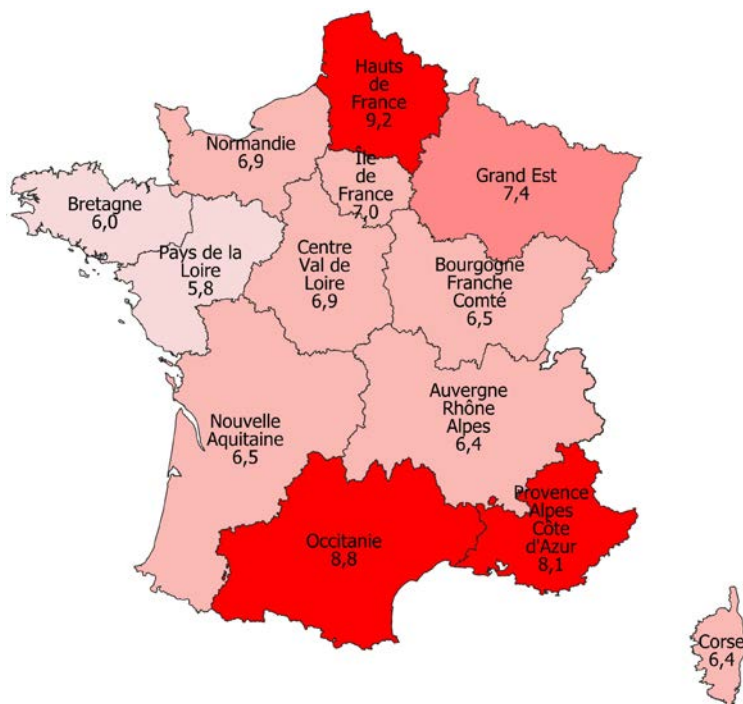 Hauts
de
France
9,2
Normandie
6,9
Île
de
France
7,0
Grand Est
7,4
Bretagne
6,0
Pays de la
Loire
5,8
Centre
Val de
Loire
6,9
Bourgogne
Franche
Comté
6,5
Auvergne
Rhône
Alpes
6,4
Nouvelle
Aquitaine
6,5
Provence
Alpes
Côte
d'Azur
8,1
Occitanie
8,8
Corse
6,4